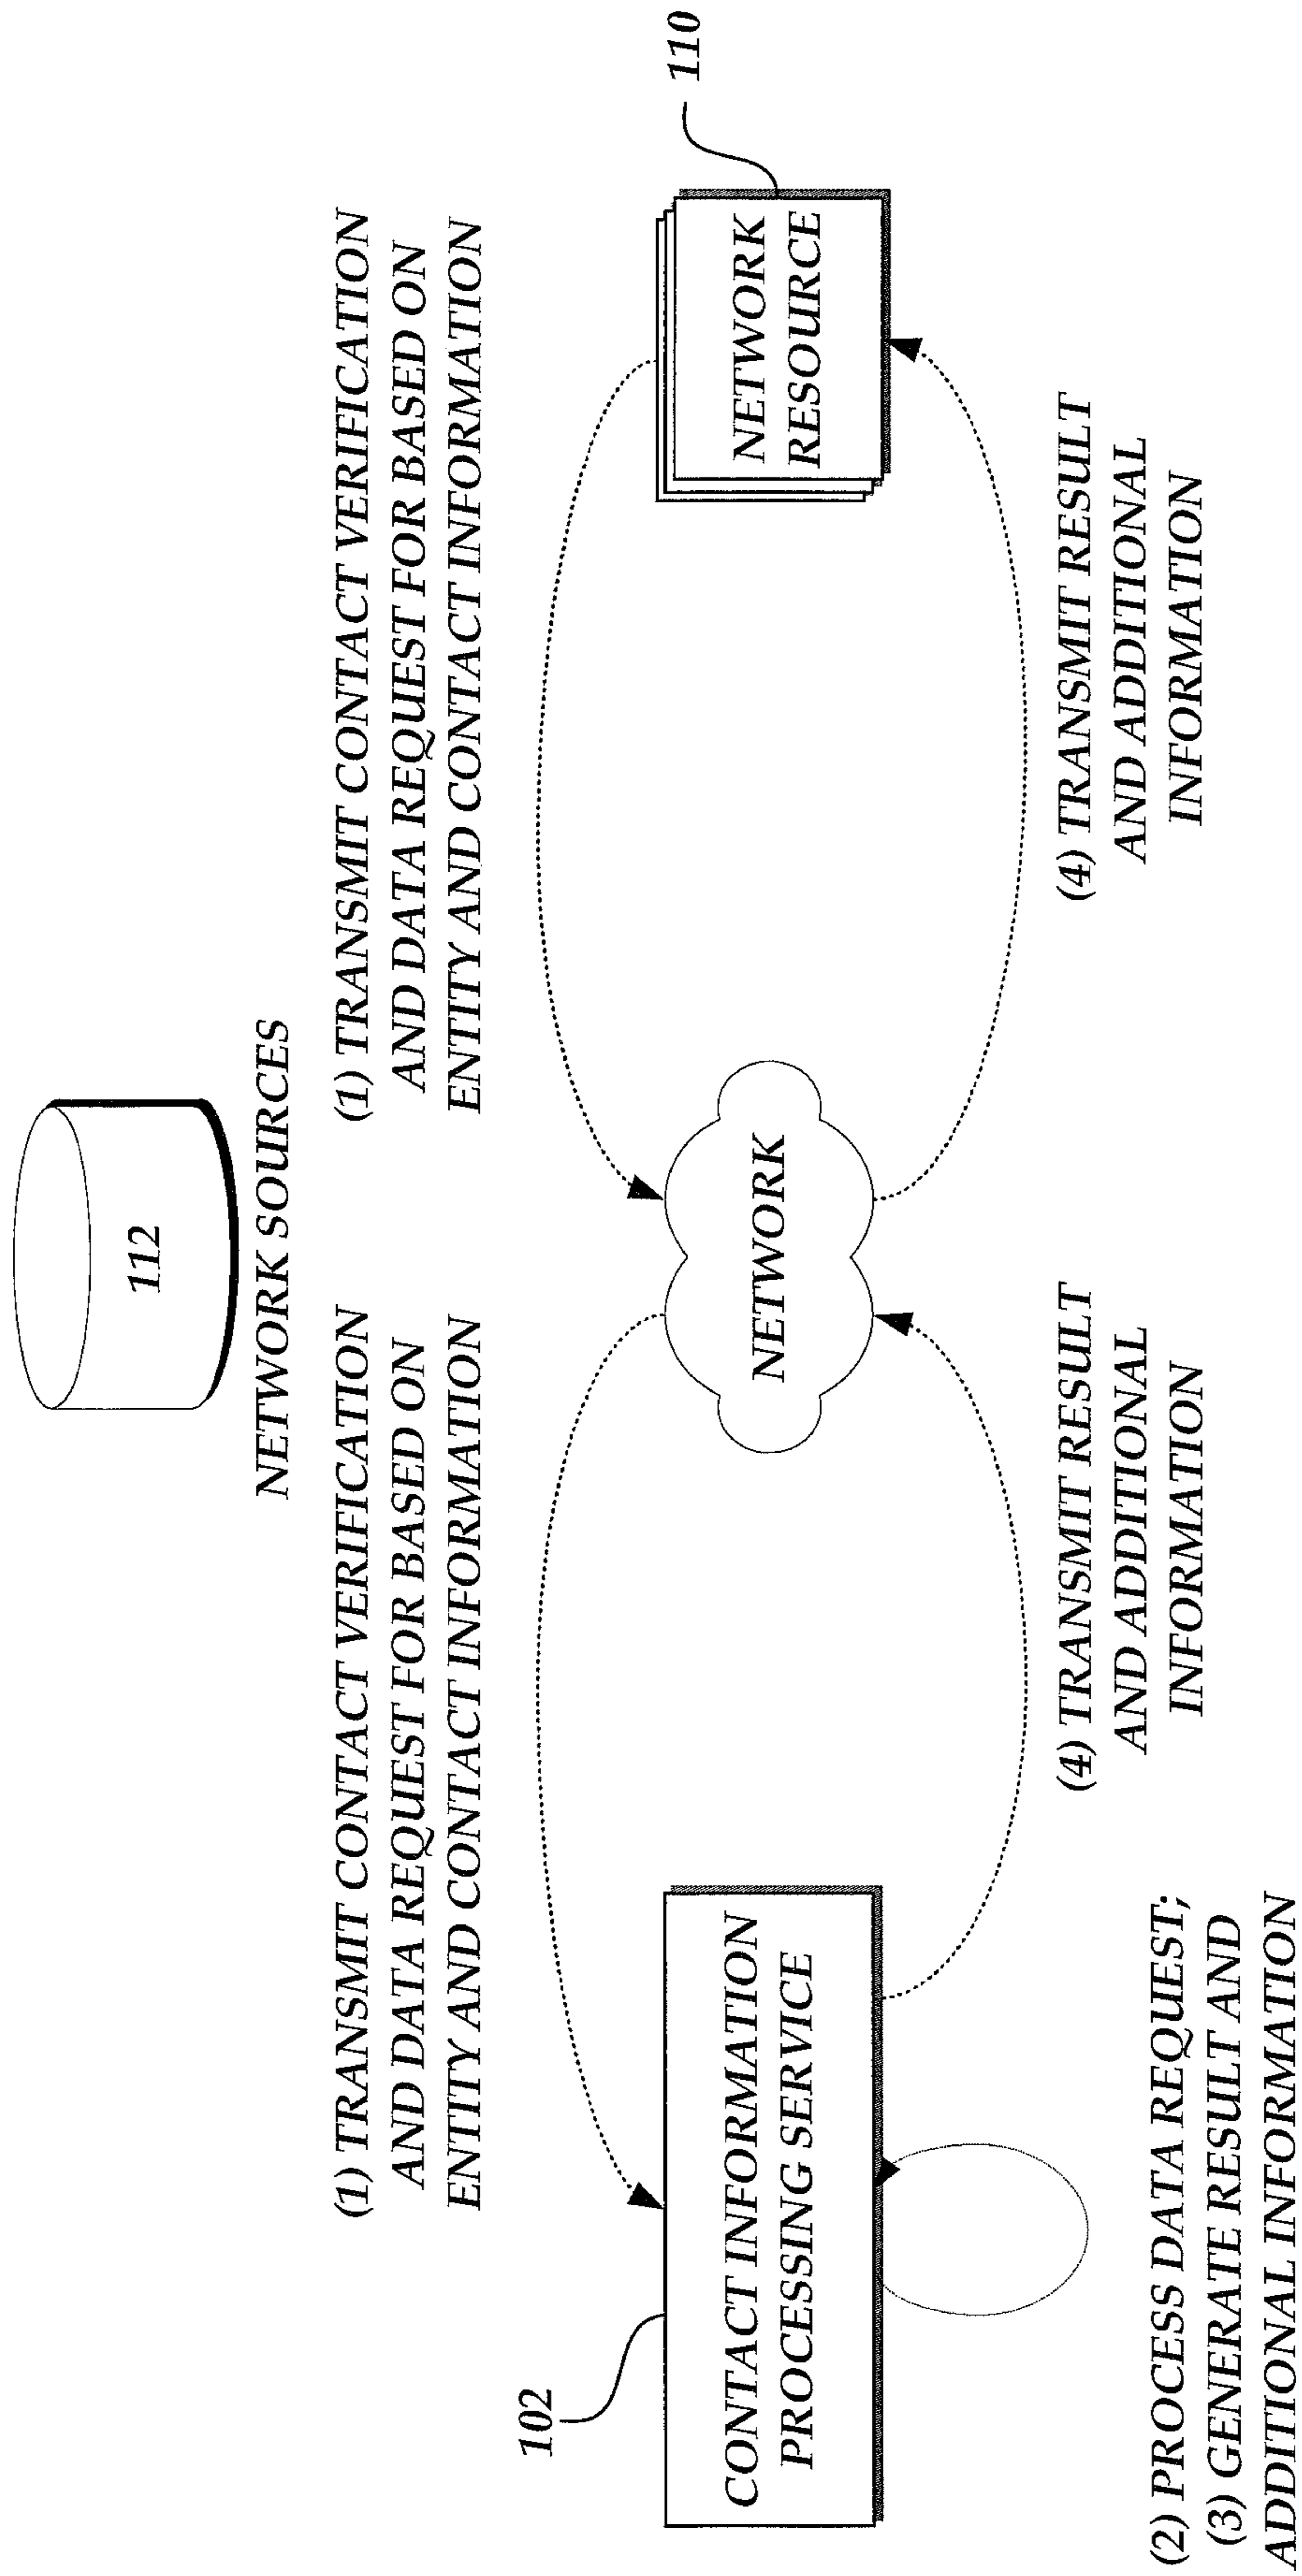 112
NETWORK SOURCES
(1) TRANSMIT CONTACT VERIFICATION
AND DATA REQUEST FOR BASED ON
ENTITY AND CONTACT INFORMATION
(1) TRANSMIT CONTACT VERIFICATION
AND DATA REQUEST FOR BASED ON
ENTITY AND CONTACT INFORMATION
102
CONTACT INFORMATION
PROCESSING SERVICE
NETWORK
NETWORK
RESOURCE
110
(4) TRANSMIT RESULT
AND ADDITIONAL
INFORMATION
(4) TRANSMIT RESULT
AND ADDITIONAL
INFORMATION
(2) PROCESS DATA REQUEST;
(3) GENERATE RESULT AND
ADDITIONAL INFORMATION